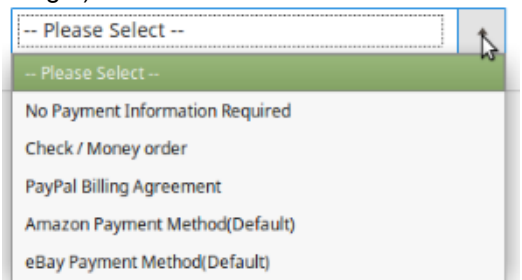 -- Please Select --
-- Please Select --
No Payment Information Required
Check / Money order
PayPal Billing Agreement
Amazon Payment Method(Default)
eBay Payment Method(Default)